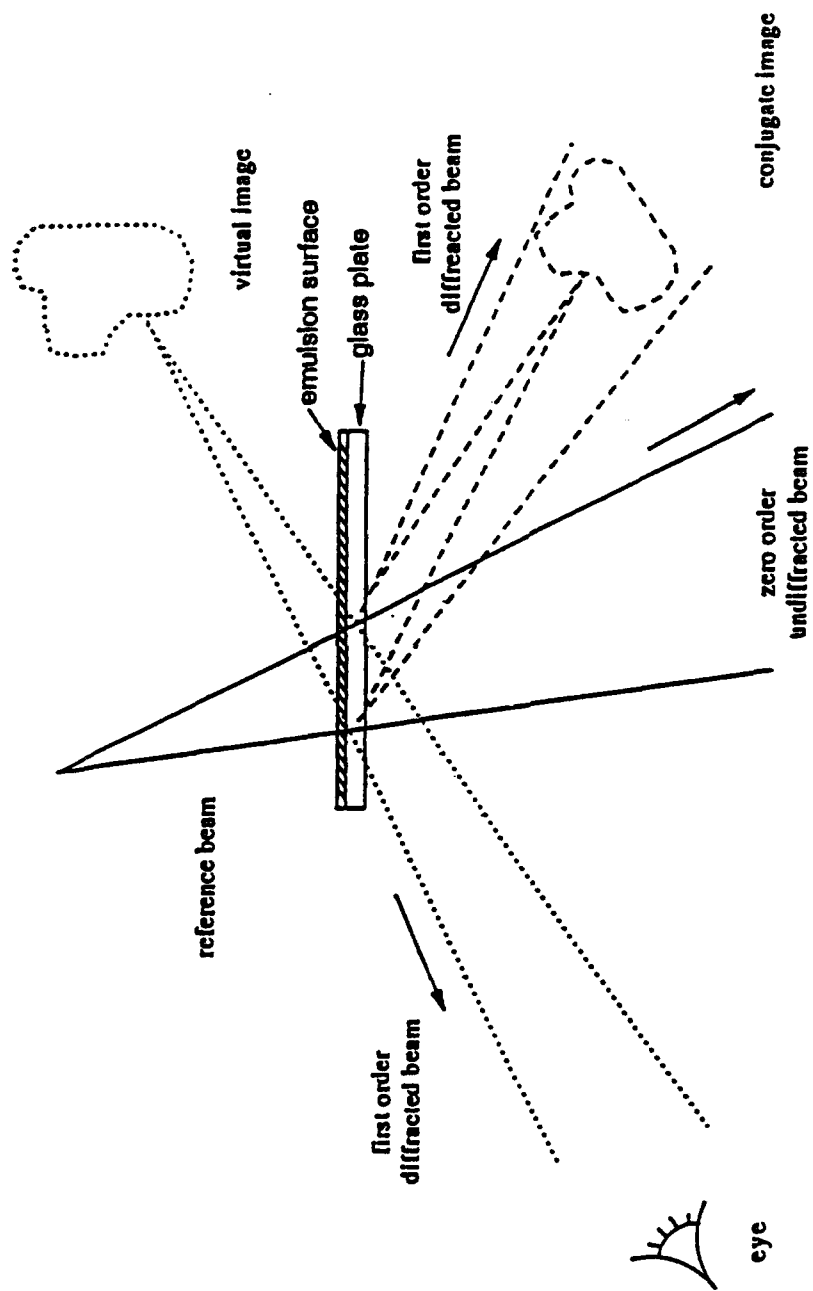 virtual image
emulsion surface
glass plate
reference beam
first order
diffracted beam
first order
diffracted beam
zero order
undiffracted beam
conjugate image
eye